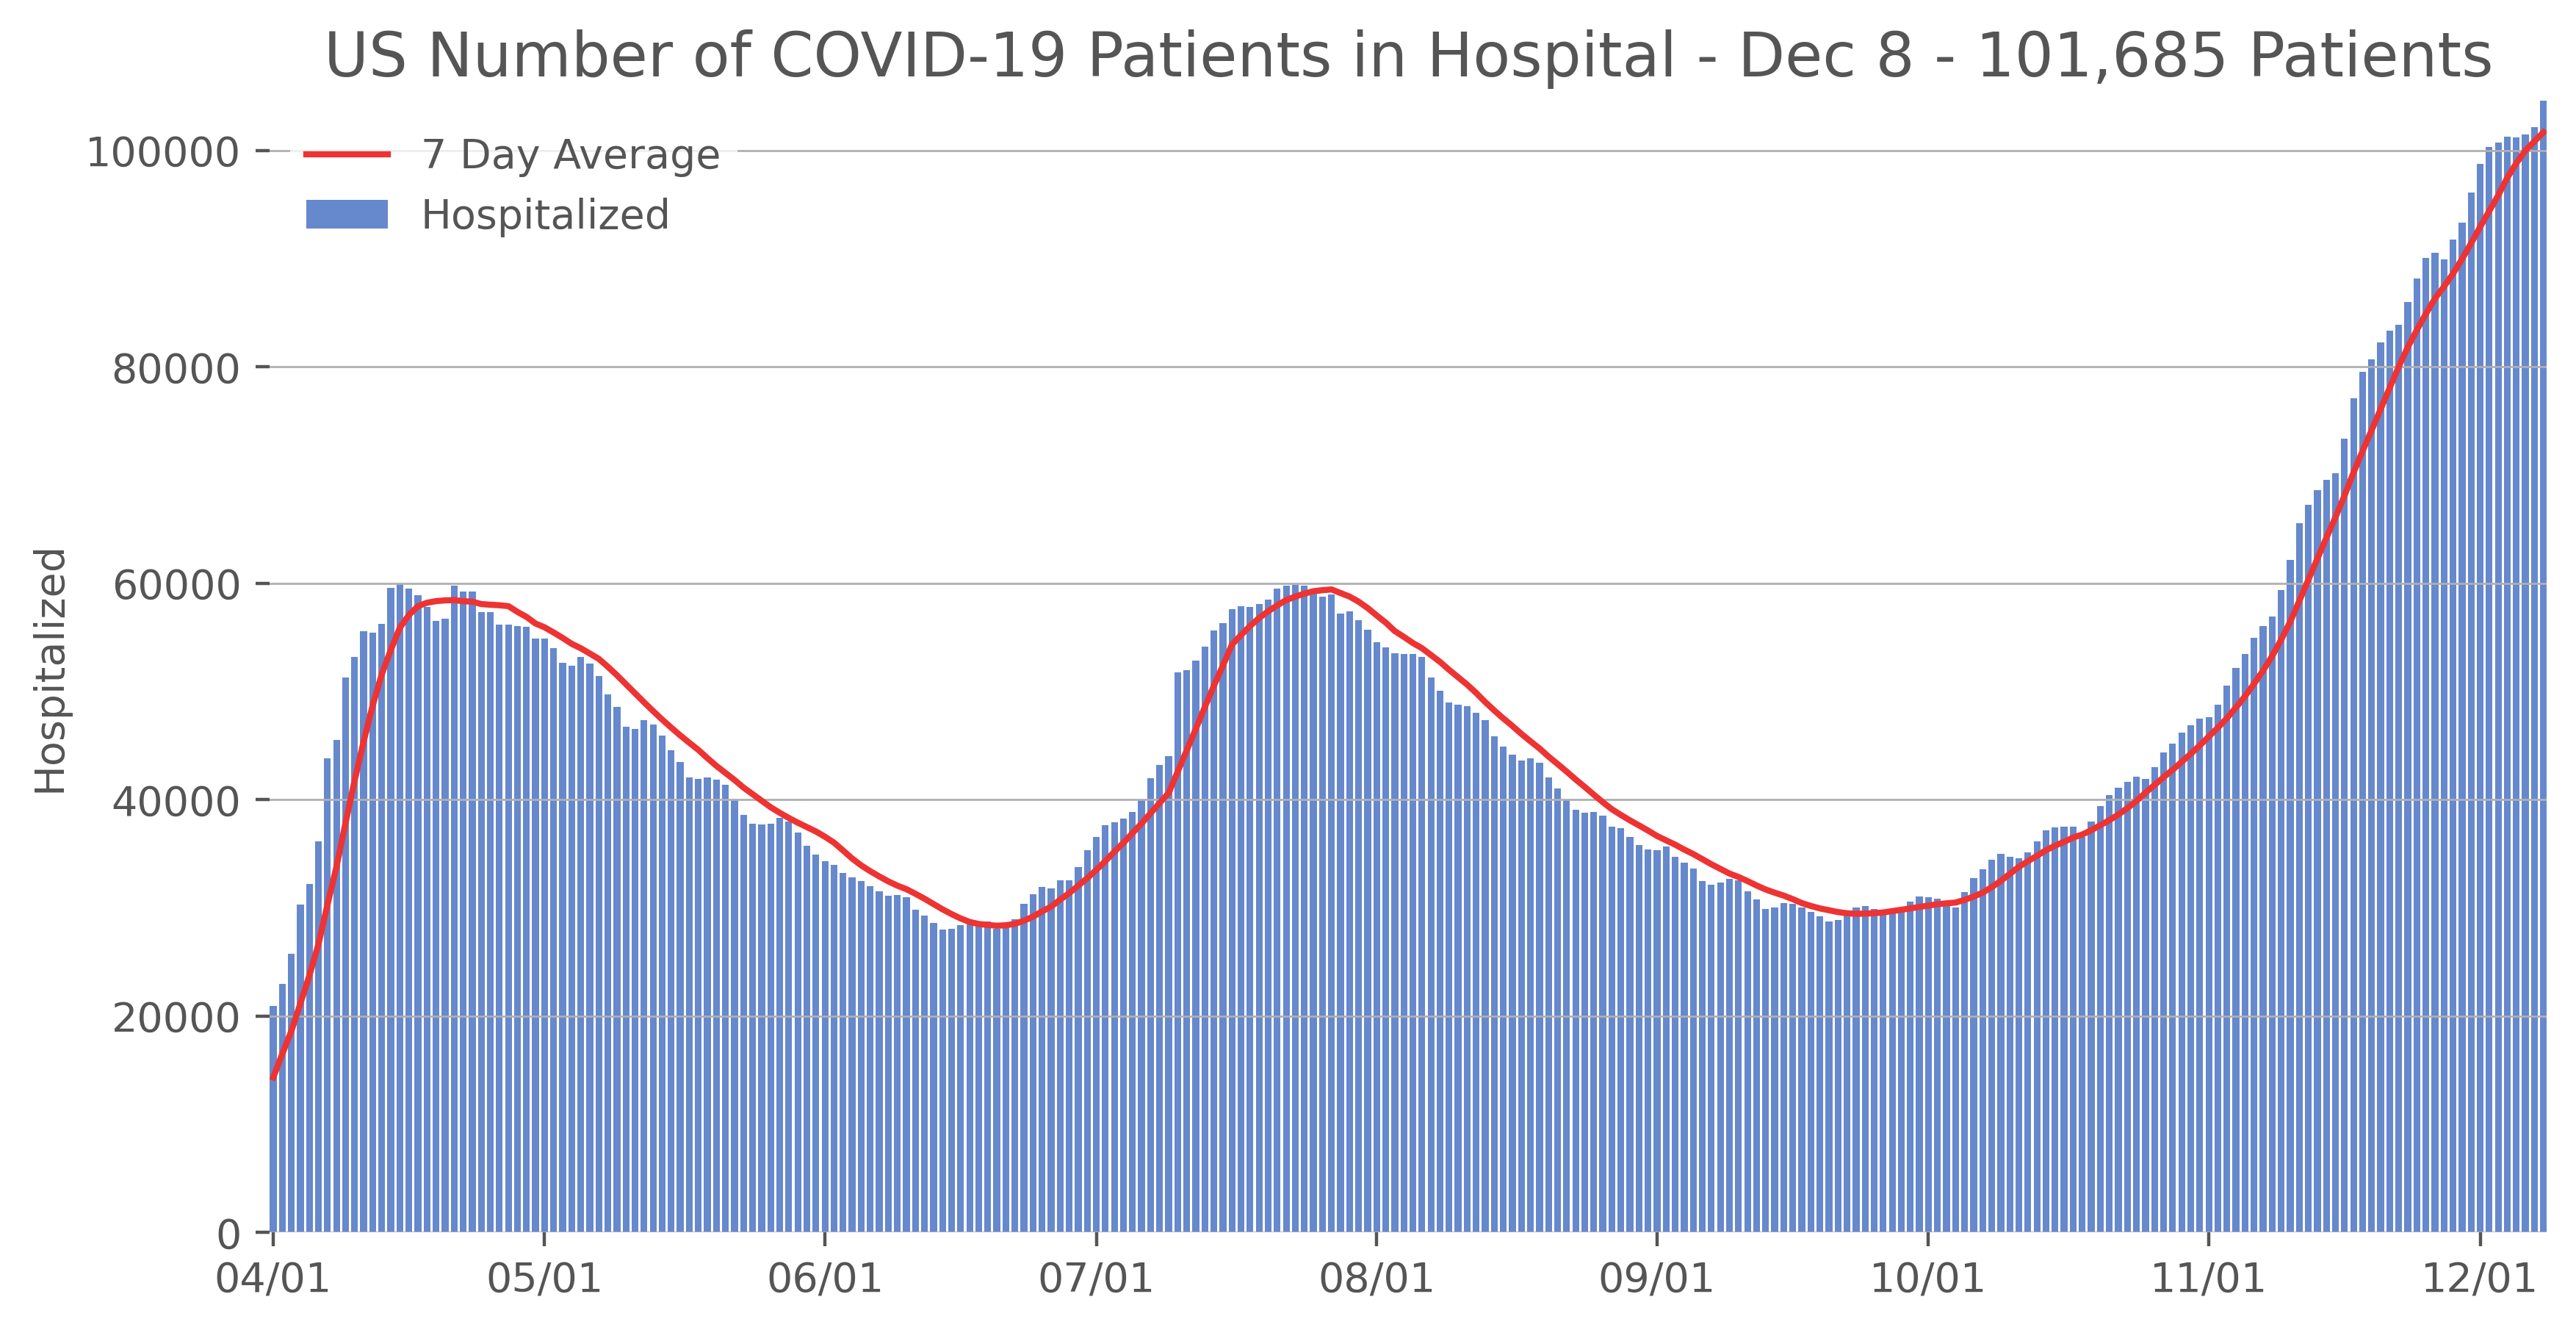 US Number of COVID-19 Patients in Hospital - Dec 8 - 101,685 Patients
7 Day Average
Hospitalized
Hospitalized
100000
80000
60000
40000
20000
0
04/01 05/01 06/01 07/01 08/01 09/01 10/01 11/01 12/01